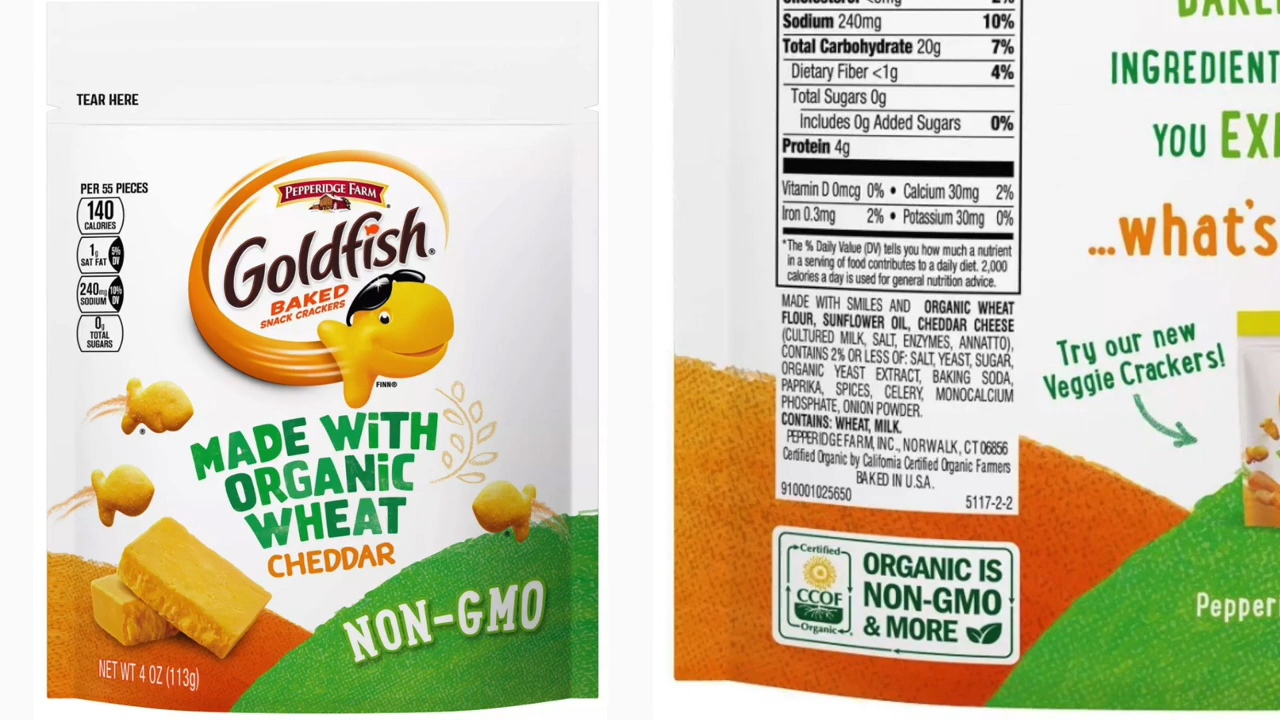 TEAR HERE
PER 55 PIECES
140
CALORIES
1g
SAT FAT
5%
DV
240mg
SODIUM
10%
DV
0g
TOTAL
SUGARS
PEPPERIDGE FARM®
Goldfish®
BAKED
SNACK CRACKERS
FINN®
®
MADE WiTH
ORGANiC
WHEAT
CHEDDAR
NON-GMO
NET WT 4 OZ (113g)
Sodium 240mg 10%
Total Carbohydrate 20g 7%
Dietary Fiber <1g 4%
Total Sugars 0g
Includes 0g Added Sugars 0%
Protein 4g
Vitamin D 0mcg 0% • Calcium 30mg 2%
Iron 0.3mg 2% • Potassium 30mg 0%
*The % Daily Value (DV) tells you how much a nutrient
in a serving of food contributes to a daily diet. 2,000
calories a day is used for general nutrition advice.
MADE WITH SMILES AND ORGANIC WHEAT
FLOUR, SUNFLOWER OIL, CHEDDAR CHEESE
(CULTURED MILK, SALT, ENZYMES, ANNATTO),
CONTAINS 2% OR LESS OF: SALT, YEAST, SUGAR,
ORGANIC YEAST EXTRACT, BAKING SODA,
PAPRIKA, SPICES, CELERY, MONOCALCIUM
PHOSPHATE, ONION POWDER.
CONTAINS: WHEAT, MILK.
PEPPERIDGE FARM, INC., NORWALK, CT 06856
Certified Organic by California Certified Organic Farmers
BAKED IN U.S.A.
910001025650 5117-2-2
Certified
CCOF
Organic
ORGANIC IS
NON-GMO
& MORE
INGREDIENT
YOU EX
...what's
Try our new
Veggie Crackers!
Pepper